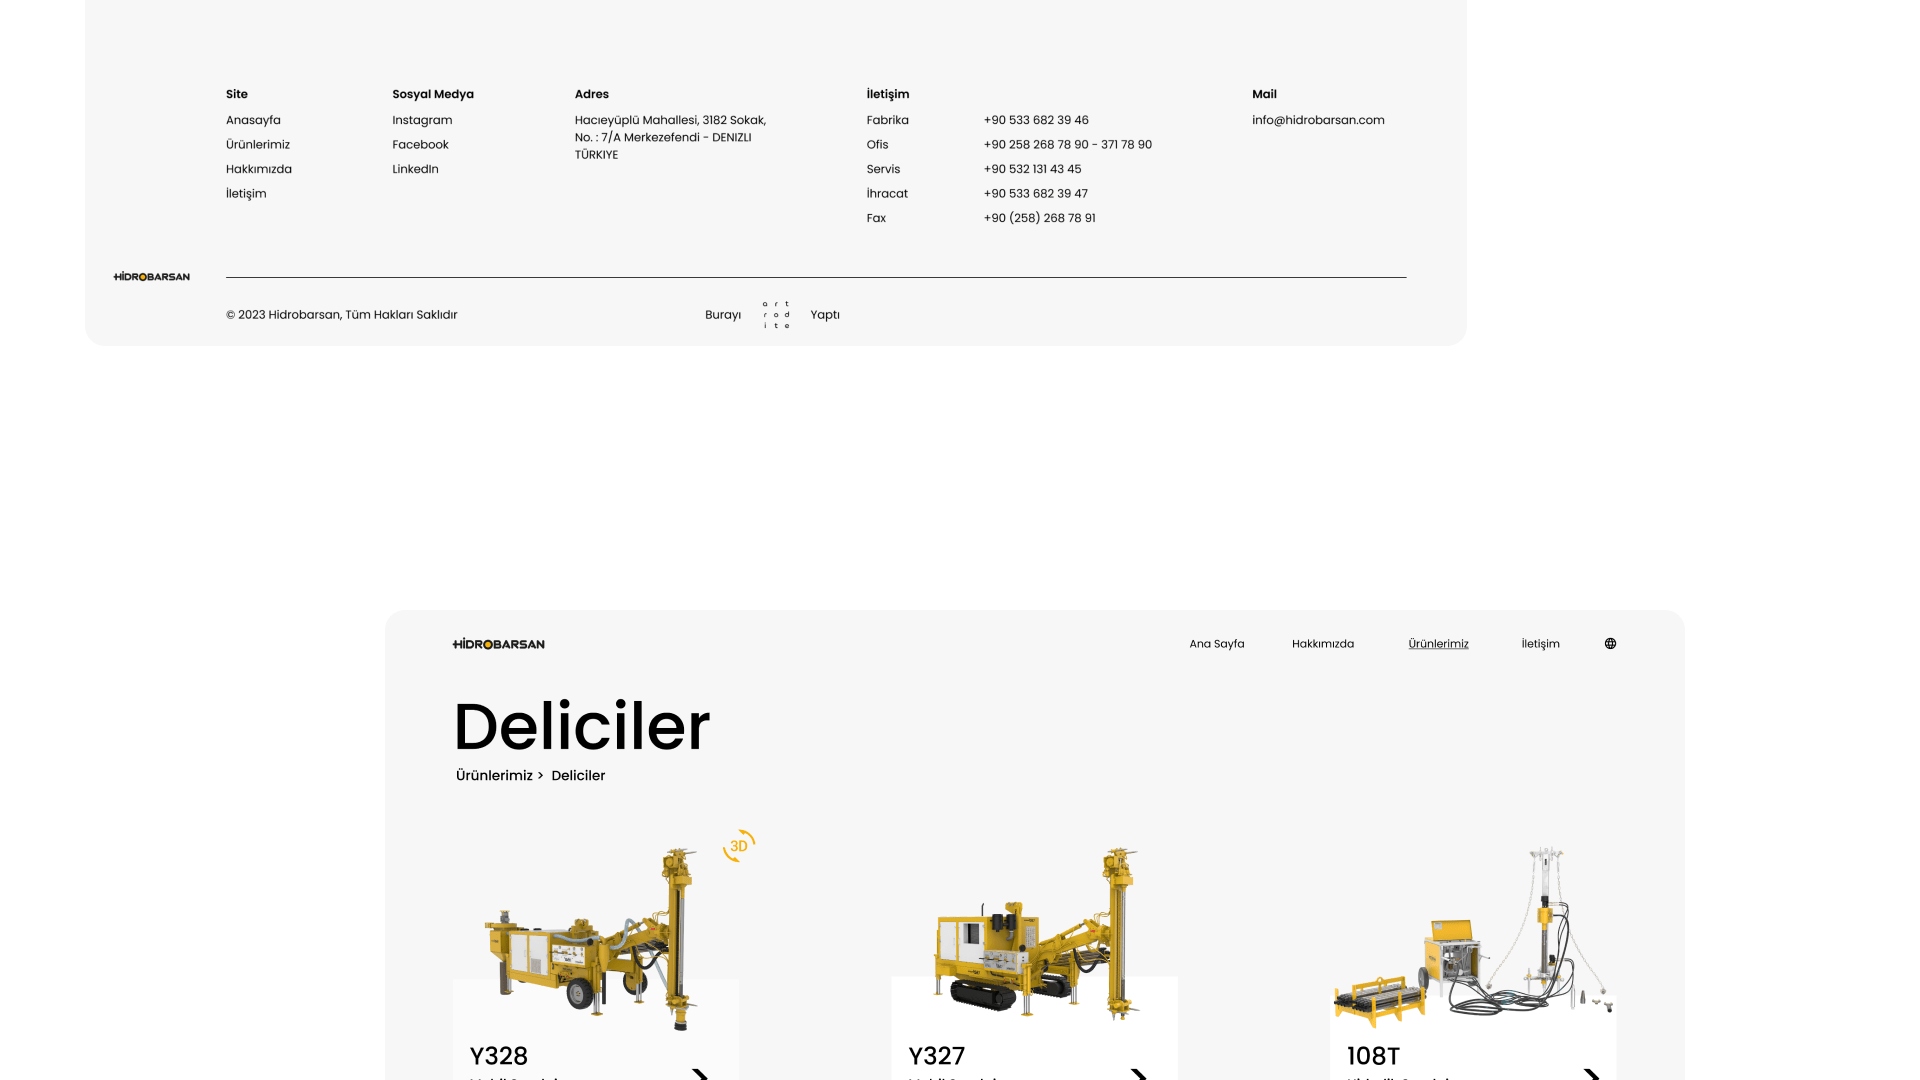 Site
Anasayfa
Ürünlerimiz
Hakkımızda
İletişim
Sosyal Medya
Instagram
Facebook
LinkedIn
Adres
Hacıeyüplü Mahallesi, 3182 Sokak,
No. : 7/A Merkezefendi - DENIZLI
TÜRKIYE
İletişim
Fabrika +90 533 682 39 46
Ofis +90 258 268 78 90 - 371 78 90
Servis +90 532 131 43 45
İhracat +90 533 682 39 47
Fax +90 (258) 268 78 91
Mail
info@hidrobarsan.com
HİDROBARSAN
© 2023 Hidrobarsan, Tüm Hakları Saklıdır
Burayı
art
rod
ite
Yaptı
HİDROBARSAN
Ana Sayfa Hakkımızda Ürünlerimiz İletişim
Deliciler
Ürünlerimiz > Deliciler
3D
Y328
Y327
108T